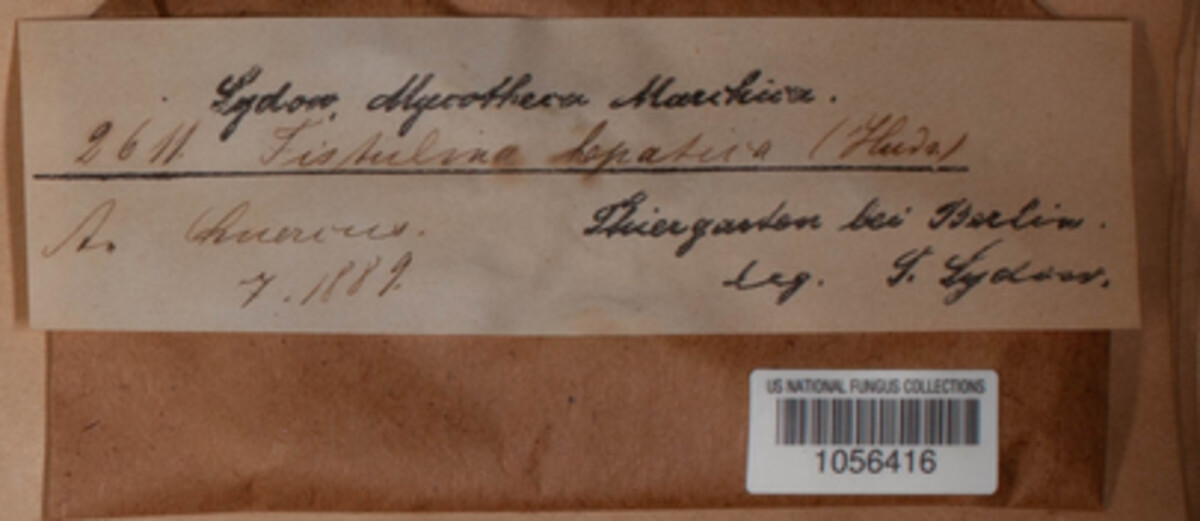 Sydow, Mycotheca Marchica.
2611. Fistulina hepatica (Huds.)
A. Quercus.
Thiergarten bei Berlin.
7. 1889.
leg. P. Sydow.
US NATIONAL FUNGUS COLLECTIONS
1056416